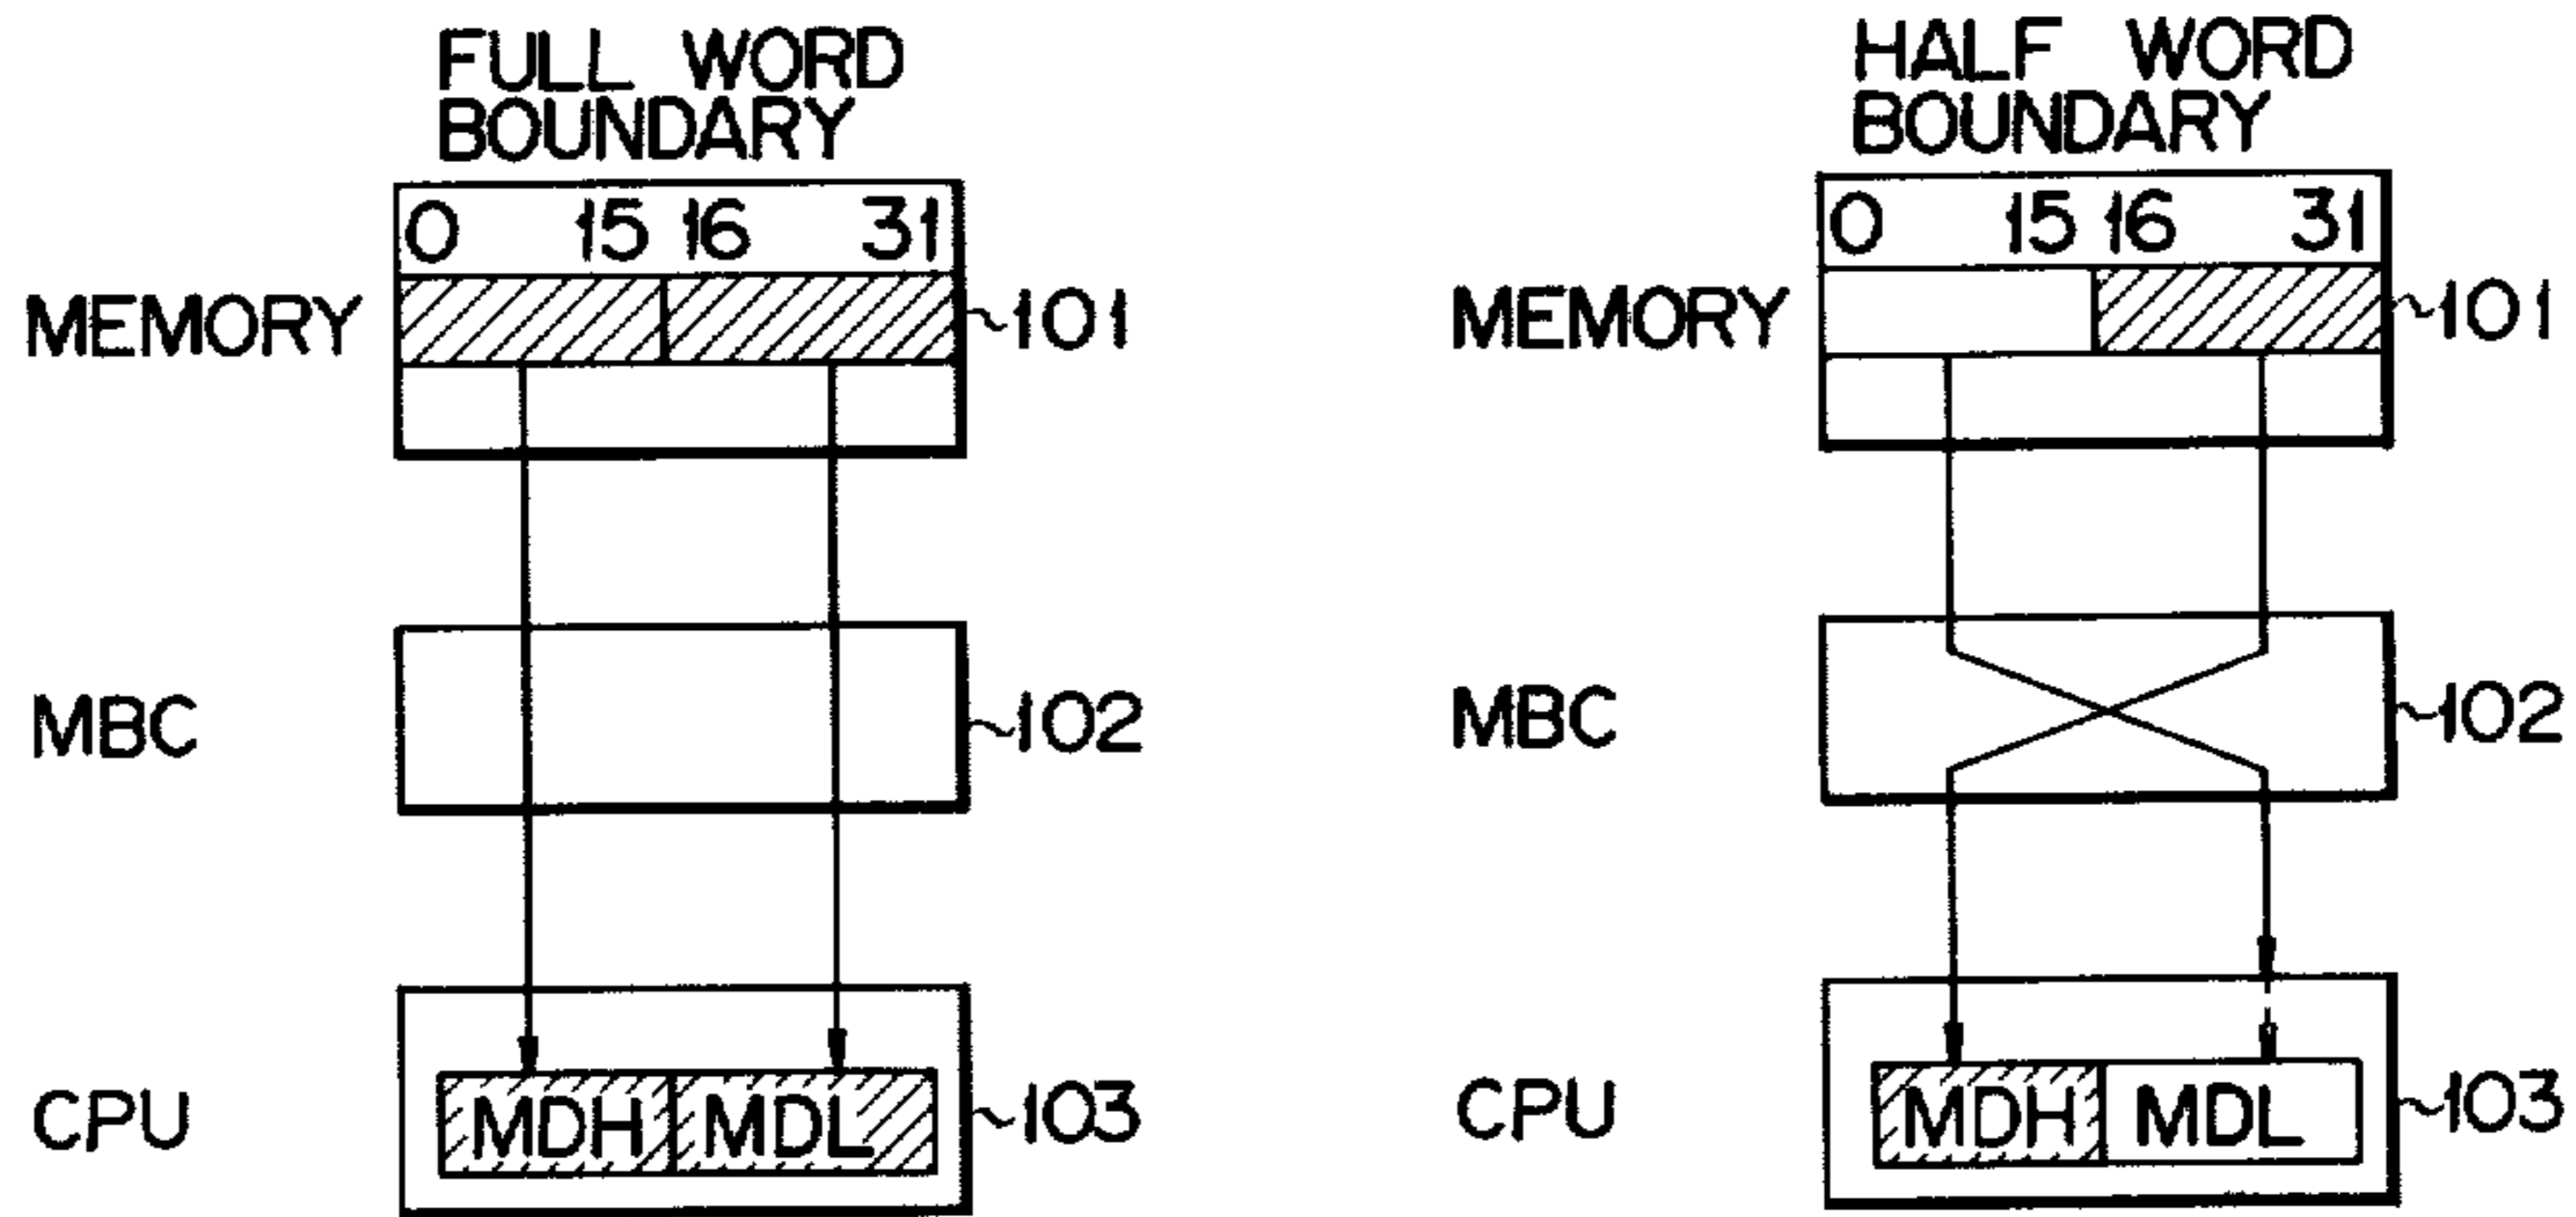 FULL WORD
BOUNDARY
0 15 16 31
MEMORY
101
MBC
102
CPU
MDH MDL
103
HALF WORD
BOUNDARY
0 15 16 31
MEMORY
101
MBC
102
CPU
MDH MDL
103